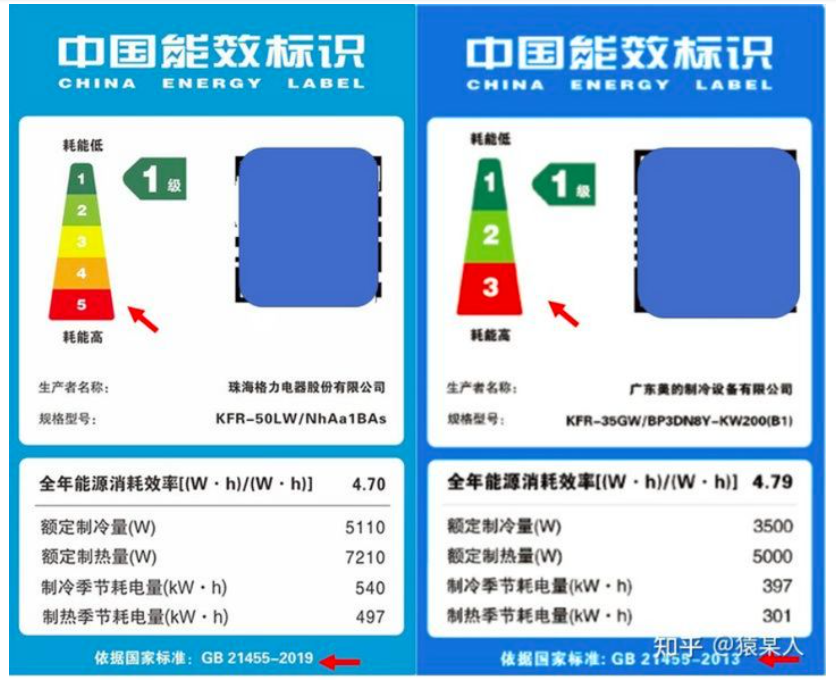 中国能效标识
CHINA ENERGY LABEL
耗能低
1
1级
2
3
4
5
耗能高
生产者名称: 珠海格力电器股份有限公司
规格型号: KFR-50LW/NhAa1BAs
全年能源消耗效率[(W·h)/(W·h)] 4.70
额定制冷量(W) 5110
额定制热量(W) 7210
制冷季节耗电量(kW·h) 540
制热季节耗电量(kW·h) 497
依据国家标准: GB 21455-2019
中国能效标识
CHINA ENERGY LABEL
耗能低
1
1级
2
3
耗能高
生产者名称: 广东美的制冷设备有限公司
规格型号: KFR-35GW/BP3DN8Y-KW200(B1)
全年能源消耗效率[(W·h)/(W·h)] 4.79
额定制冷量(W) 3500
额定制热量(W) 5000
制冷季节耗电量(kW·h) 397
制热季节耗电量(kW·h) 301
依据国家标准: GB 21455-2013
知乎 @猿某人